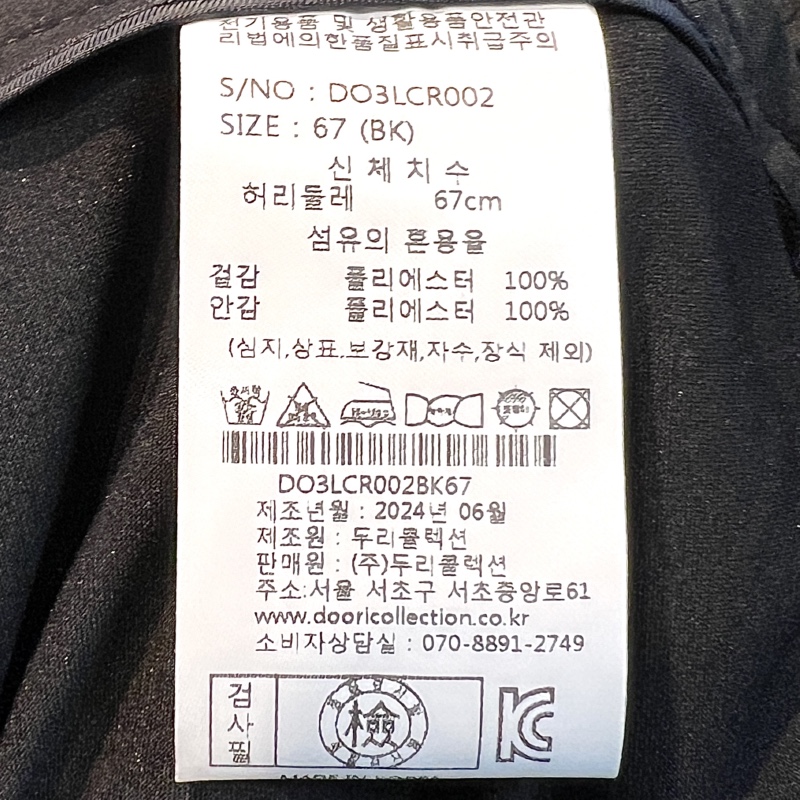 전기용품 및 생활용품안전관
리법에의한품질표시취급주의
S/NO : DO3LCR002
SIZE : 67 (BK)
신 체 치 수
허리둘레 67cm
섬유의 혼용율
겉감 폴리에스터 100%
안감 폴리에스터 100%
(심지,상표,보강재,자수,장식 제외)
DO3LCR002BK67
제조년월 : 2024년 06월
제조원 : 두리콜렉션
판매원 : (주)두리콜렉션
주소:서울 서초구 서초중앙로61
www.dooricollection.co.kr
소비자상담실 : 070-8891-2749
검
사
필
檢
KC